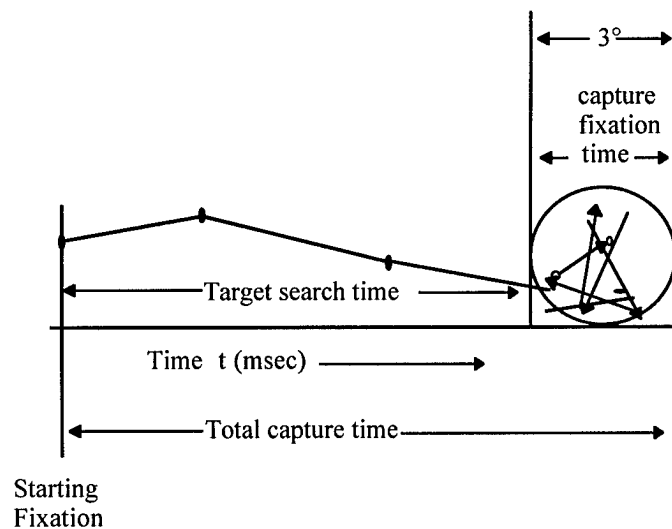 3°
capture
fixation
time
Target search time
Time t (msec)
Total capture time
Starting
Fixation